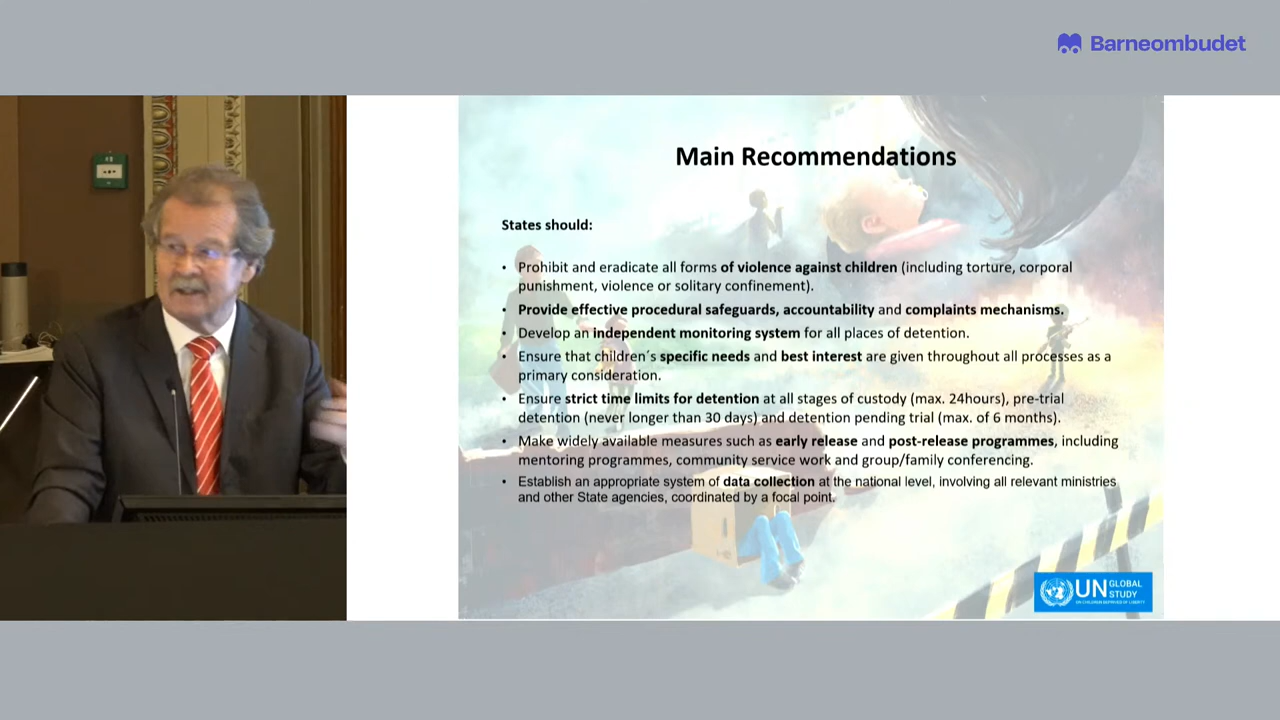 Barneombudet
Main Recommendations
States should:
• Prohibit and eradicate all forms of violence against children (including torture, corporal
punishment, violence or solitary confinement).
• Provide effective procedural safeguards, accountability and complaints mechanisms.
• Develop an independent monitoring system for all places of detention.
• Ensure that children´s specific needs and best interest are given throughout all processes as a
primary consideration.
• Ensure strict time limits for detention at all stages of custody (max. 24hours), pre-trial
detention (never longer than 30 days) and detention pending trial (max. of 6 months).
• Make widely available measures such as early release and post-release programmes, including
mentoring programmes, community service work and group/family conferencing.
• Establish an appropriate system of data collection at the national level, involving all relevant ministries
and other State agencies, coordinated by a focal point.
UN GLOBAL
STUDY
ON CHILDREN DEPRIVED OF LIBERTY